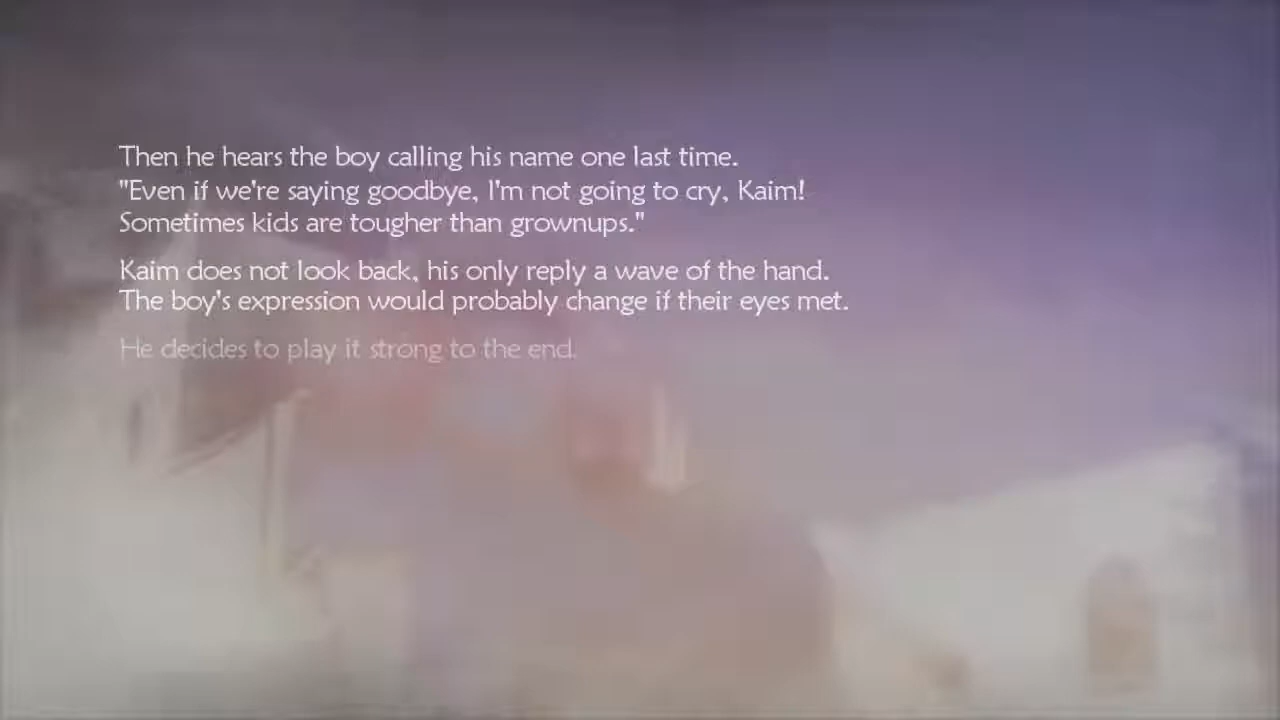 Then he hears the boy calling his name one last time.
"Even if we're saying goodbye, I'm not going to cry, Kaim!
Sometimes kids are tougher than grownups."
Kaim does not look back, his only reply a wave of the hand.
The boy's expression would probably change if their eyes met.
He decides to play it strong to the end.